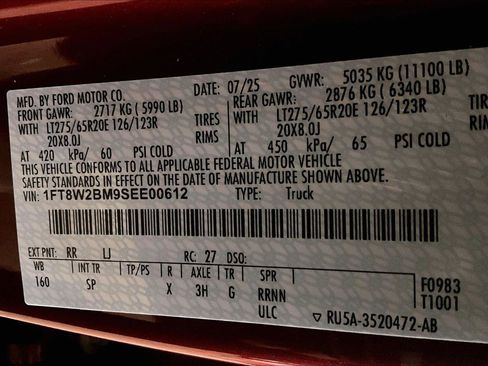 MFD. BY FORD MOTOR CO. DATE: 07/25 GVWR: 5035 KG (11100 LB)
FRONT GAWR: 2717 KG (5990 LB) REAR GAWR: 2876 KG (6340 LB)
WITH LT275/65R20E 126/123R TIRES WITH LT275/65R20E 126/123R TIRES
20X8.0J RIMS 20X8.0J RIMS
AT 420 kPa/ 60 PSI COLD AT 450 kPa/ 65 PSI COLD
THIS VEHICLE CONFORMS TO ALL APPLICABLE FEDERAL MOTOR VEHICLE
SAFETY STANDARDS IN EFFECT ON THE DATE OF MANUFACTURE SHOWN ABOVE.
VIN: 1FT8W2BM9SEE00612 TYPE: Truck
EXT PNT: RR LJ RC: 27 DSO:
WB INT TR TP/PS R AXLE TR SPR
160 SP X 3H G RRNN
ULC
F0983
T1001
RU5A-3520472-AB